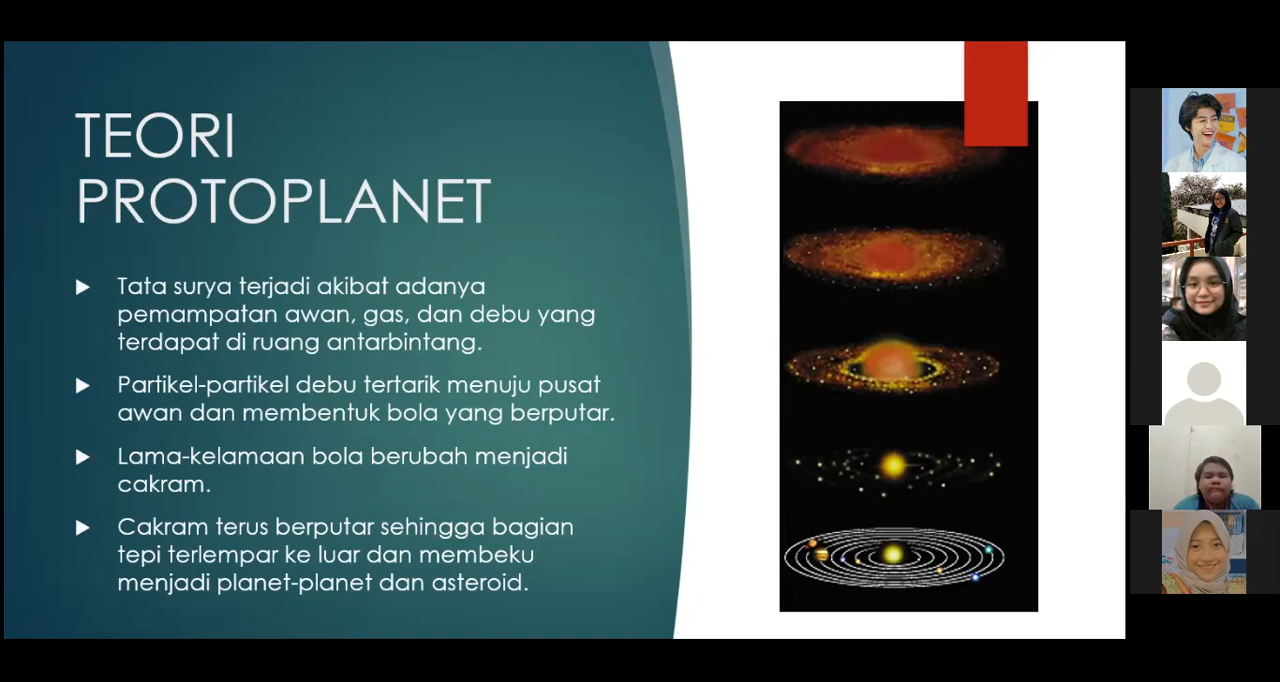 TEORI
PROTOPLANET
Tata surya terjadi akibat adanya
pemampatan awan, gas, dan debu yang
terdapat di ruang antarbintang.
Partikel-partikel debu tertarik menuju pusat
awan dan membentuk bola yang berputar.
Lama-kelamaan bola berubah menjadi
cakram.
Cakram terus berputar sehingga bagian
tepi terlempar ke luar dan membeku
menjadi planet-planet dan asteroid.